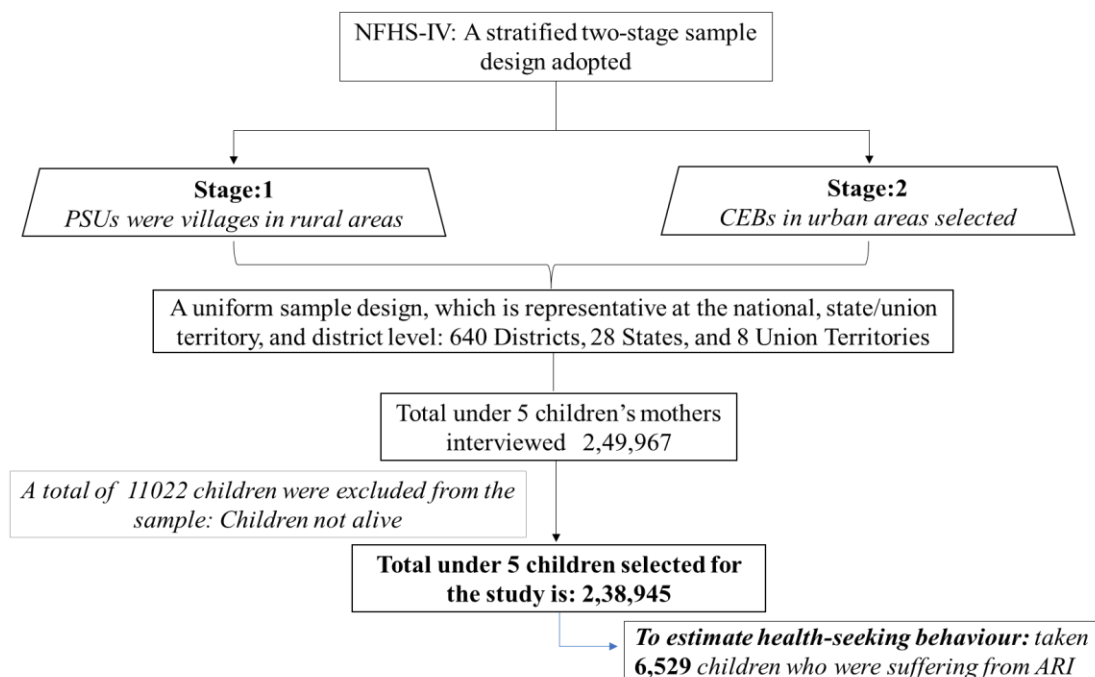 NFHS-IV: A stratified two-stage sample
design adopted
Stage:1
PSUs were villages in rural areas
Stage:2
CEBs in urban areas selected
A uniform sample design, which is representative at the national, state/union
territory, and district level: 640 Districts, 28 States, and 8 Union Territories
Total under 5 children’s mothers
interviewed 2,49,967
A total of 11022 children were excluded from the
sample: Children not alive
Total under 5 children selected for
the study is: 2,38,945
To estimate health-seeking behaviour: taken
6,529 children who were suffering from ARI